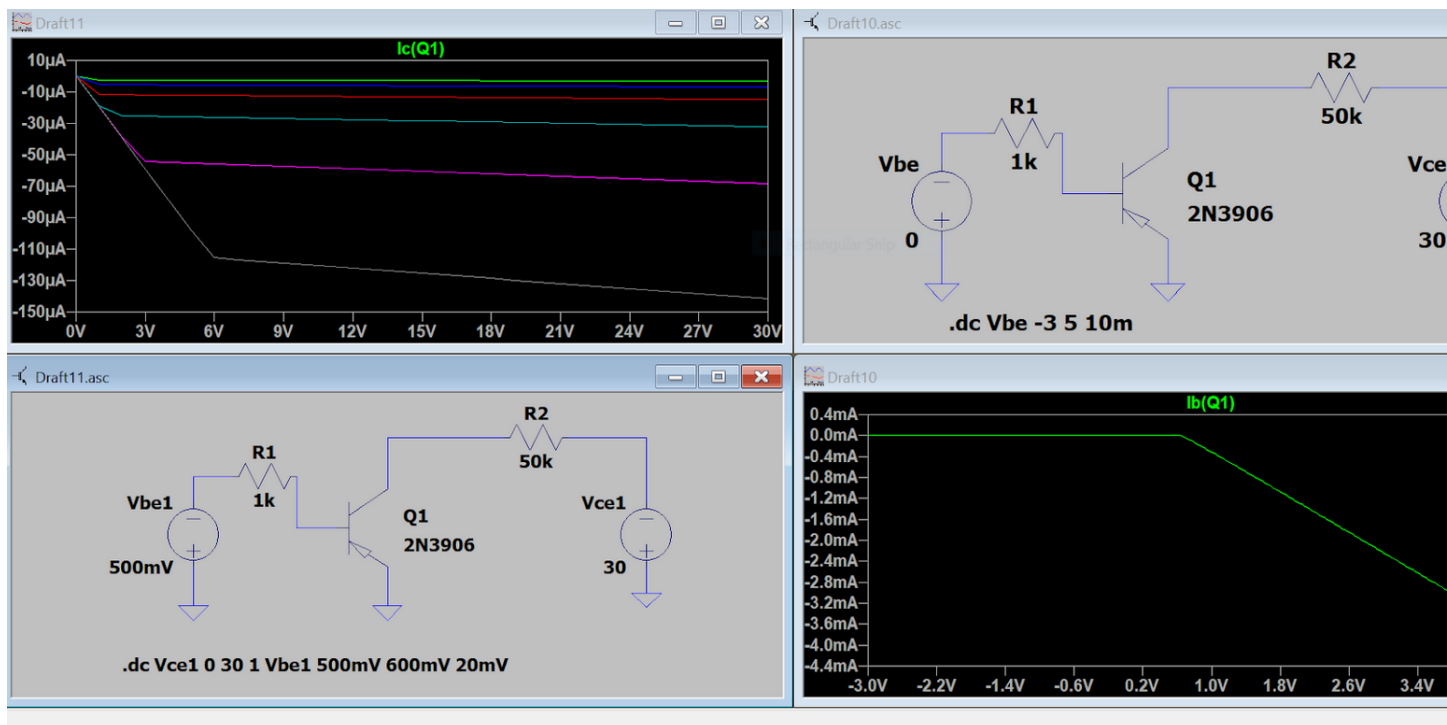 Draft11
Ic(Q1)
10µA
-10µA
-30µA
-50µA
-70µA
-90µA
-110µA
-130µA
-150µA
0V 3V 6V 9V 12V 15V 18V 21V 24V 27V 30V
Draft10.asc
R2
50k
R1
1k
Vbe
0
Q1
2N3906
Vce
30
.dc Vbe -3 5 10m
Rectangular Snip
Draft11.asc
R2
50k
R1
1k
Vbe1
500mV
Q1
2N3906
Vce1
30
.dc Vce1 0 30 1 Vbe1 500mV 600mV 20mV
Draft10
Ib(Q1)
0.4mA
0.0mA
-0.4mA
-0.8mA
-1.2mA
-1.6mA
-2.0mA
-2.4mA
-2.8mA
-3.2mA
-3.6mA
-4.0mA
-4.4mA
-3.0V -2.2V -1.4V -0.6V 0.2V 1.0V 1.8V 2.6V 3.4V